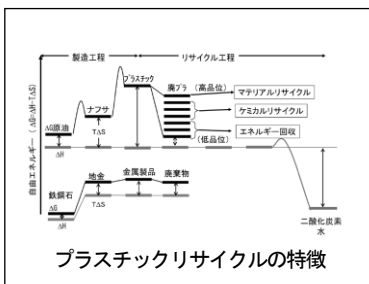 製造工程
リサイクル工程
プラスチック
廃プラ
(高品位)
マテリアルリサイクル
ナフサ
ケミカルリサイクル
ΔG原油
TΔS
エネルギー回収
(低品位)
ΔH
自由エネルギー (ΔG=ΔH-TΔS)
地金
金属製品
廃棄物
鉄鋼石
ΔG
TΔS
ΔH
二酸化炭素
水
プラスチックリサイクルの特徴